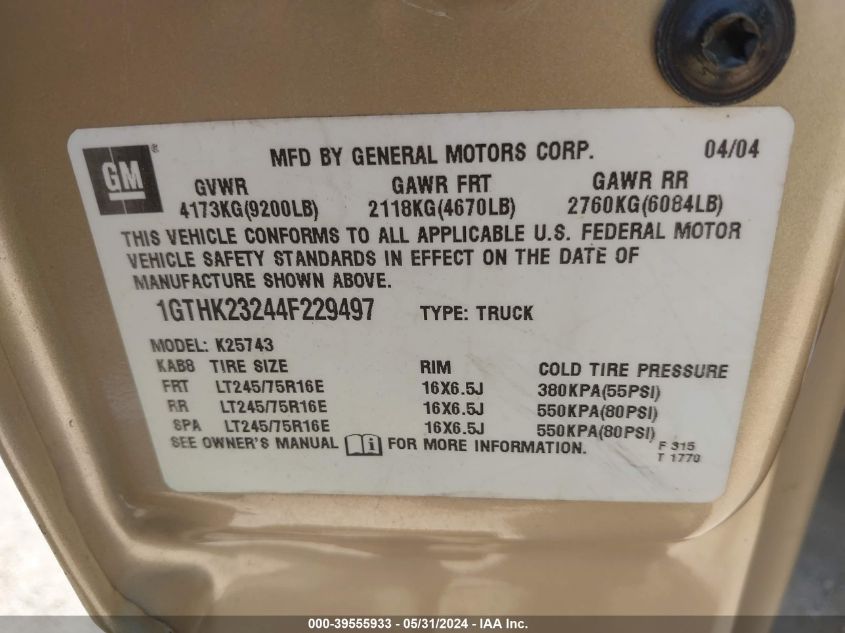 GM ®
MFD BY GENERAL MOTORS CORP. 04/04
GVWR GAWR FRT GAWR RR
4173KG(9200LB) 2118KG(4670LB) 2760KG(6084LB)
THIS VEHICLE CONFORMS TO ALL APPLICABLE U.S. FEDERAL MOTOR
VEHICLE SAFETY STANDARDS IN EFFECT ON THE DATE OF
MANUFACTURE SHOWN ABOVE.
1GTHK23244F229497 TYPE: TRUCK
MODEL: K25743
KAB8 TIRE SIZE RIM COLD TIRE PRESSURE
FRT LT245/75R16E 16X6.5J 380KPA(55PSI)
RR LT245/75R16E 16X6.5J 550KPA(80PSI)
SPA LT245/75R16E 16X6.5J 550KPA(80PSI)
SEE OWNER'S MANUAL i FOR MORE INFORMATION.
F 315
T 1770
000-39555933 - 05/31/2024 - IAA Inc.